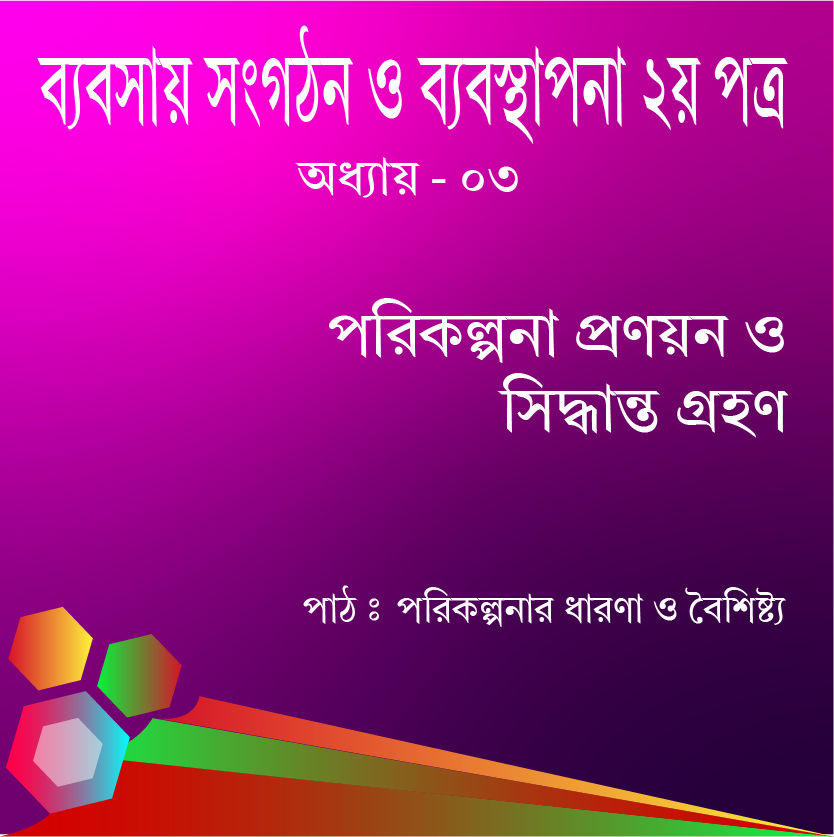 ব্যবসায় সংগঠন ও ব্যবস্থাপনা ২য় পত্র
অধ্যায় - ০৩
পরিকল্পনা প্রণয়ন ও
সিদ্ধান্ত গ্রহণ
পাঠ ঃ পরিকল্পনার ধারণা ও বৈশিষ্ট্য